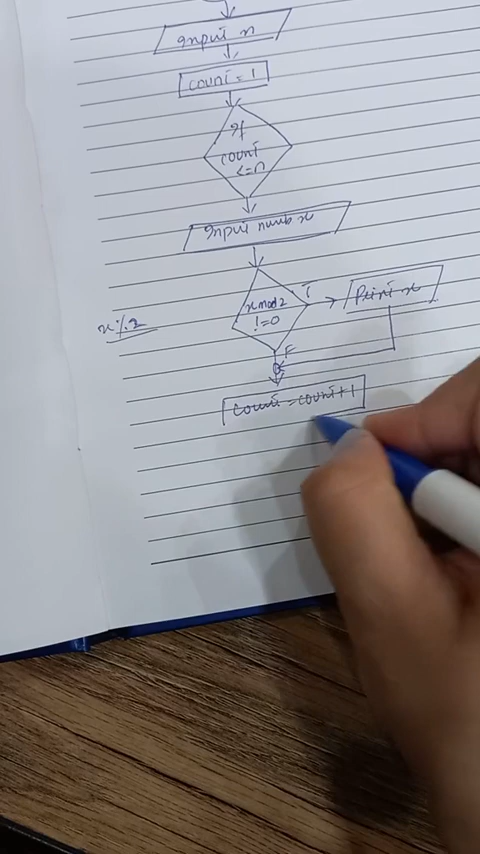 Input n
count = 1
If
count
<=n
Input numb x
x mod 2
!=0
T
Print x
x%2
F
count = count + 1